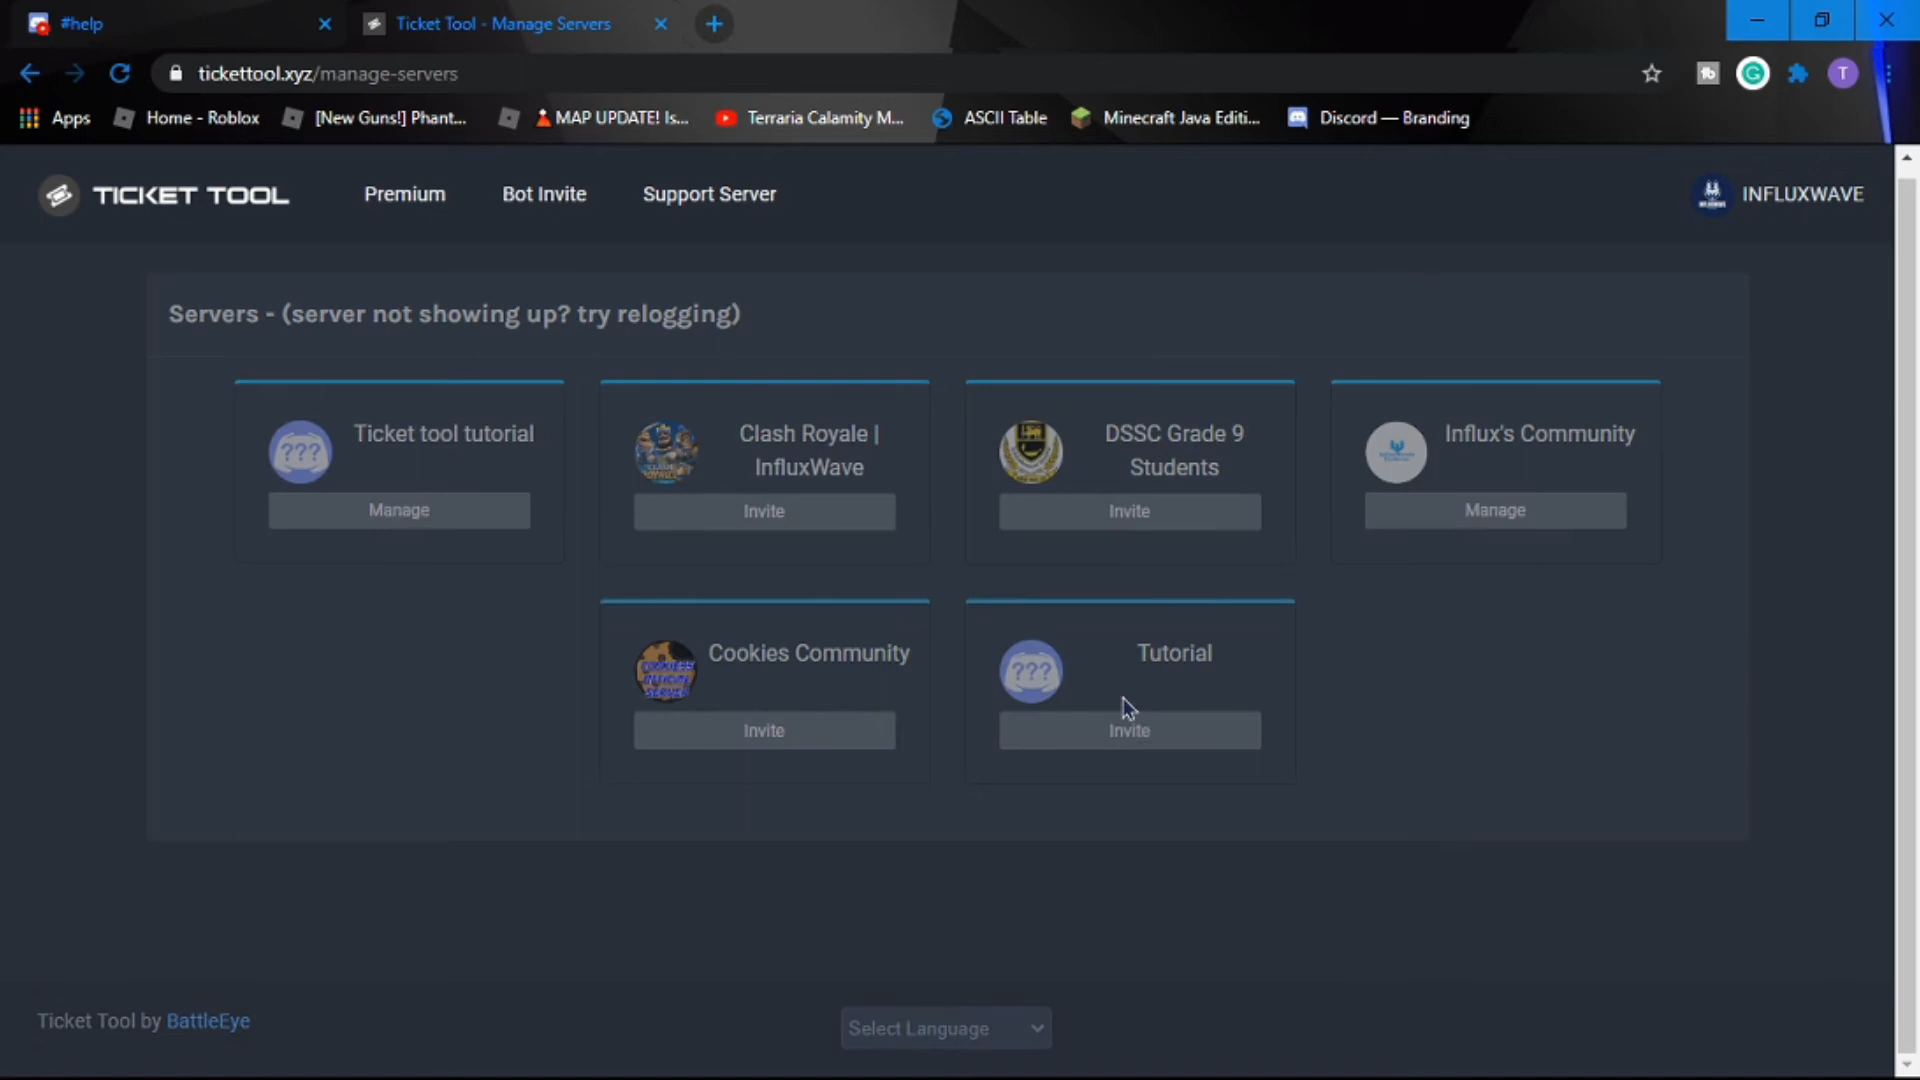 #help
Ticket Tool - Manage Servers
tickettool.xyz/manage-servers
T
Apps
Home - Roblox
[New Guns!] Phant...
MAP UPDATE! Is...
Terraria Calamity M...
ASCII Table
Minecraft Java Editi...
Discord — Branding
TICKET TOOL
Premium
Bot Invite
Support Server
INFLUXWAVE
Servers - (server not showing up? try relogging)
??? Ticket tool tutorial
Manage
Clash Royale |
InfluxWave
Invite
DSSC Grade 9
Students
Invite
Influx's Community
Manage
Cookies Community
Invite
??? Tutorial
Invite
Ticket Tool by BattleEye
Select Language